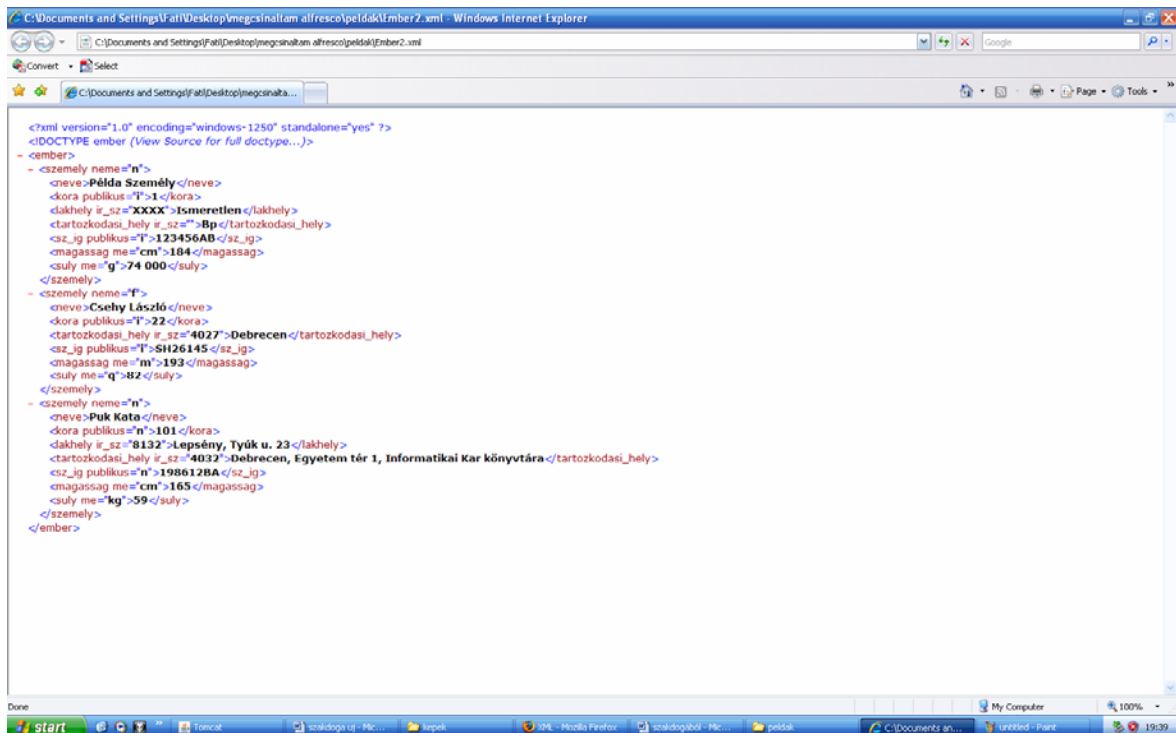 C:\Documents and Settings\Fati\Desktop\megcsinaltam alfresco\peldak\Ember2.xml - Windows Internet Explorer
C:\Documents and Settings\Fati\Desktop\megcsinaltam alfresco\peldak\Ember2.xml
Google
Convert Select
C:\Documents and Settings\Fati\Desktop\megcsinalta...
Page Tools »
<?xml version="1.0" encoding="windows-1250" standalone="yes" ?>
<!DOCTYPE ember (View Source for full doctype...)>
- <ember>
- <szemely neme="n">
<neve>Példa Személy</neve>
<kora publikus="i">1</kora>
<lakhely ir_sz="XXXX">Ismeretlen</lakhely>
<tartozkodasi_hely ir_sz="">Bp</tartozkodasi_hely>
<sz_ig publikus="i">123456AB</sz_ig>
<magassag me="cm">184</magassag>
<suly me="g">74 000</suly>
</szemely>
- <szemely neme="f">
<neve>Csehy László</neve>
<kora publikus="i">22</kora>
<tartozkodasi_hely ir_sz="4027">Debrecen</tartozkodasi_hely>
<sz_ig publikus="i">SH26145</sz_ig>
<magassag me="m">193</magassag>
<suly me="q">82</suly>
</szemely>
- <szemely neme="n">
<neve>Puk Kata</neve>
<kora publikus="n">101</kora>
<lakhely ir_sz="8132">Lepsény, Tyúk u. 23</lakhely>
<tartozkodasi_hely ir_sz="4032">Debrecen, Egyetem tér 1, Informatikai Kar könyvtára</tartozkodasi_hely>
<sz_ig publikus="n">198612BA</sz_ig>
<magassag me="cm">165</magassag>
<suly me="kg">59</suly>
</szemely>
</ember>
Done
My Computer 100%
start » Tomcat szakdoga uj - Mic... kepek XML - Mozilla Firefox szakdogából - Mic... peldak C:\Documents an... untitled - Paint 19:39